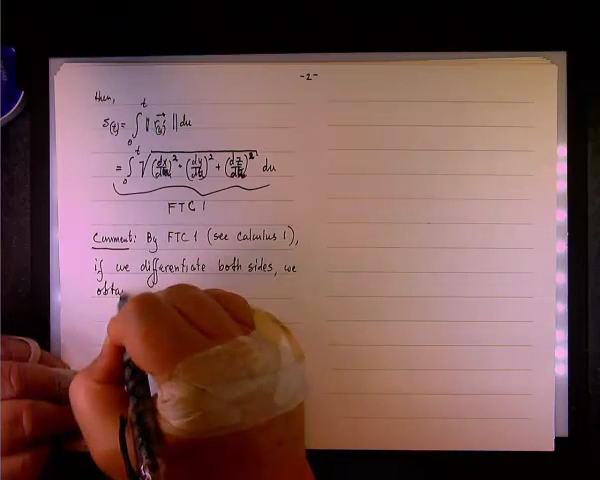 -2-
then,
S(t) = ∫₀ᵗ ‖ r⃗(u)' ‖ du
= ∫₀ᵗ √( (dx/du)² + (dy/du)² + (dz/du)² ) du
FTC 1
Comment: By FTC 1 (see Calculus 1),
if we differentiate both sides, we
obta